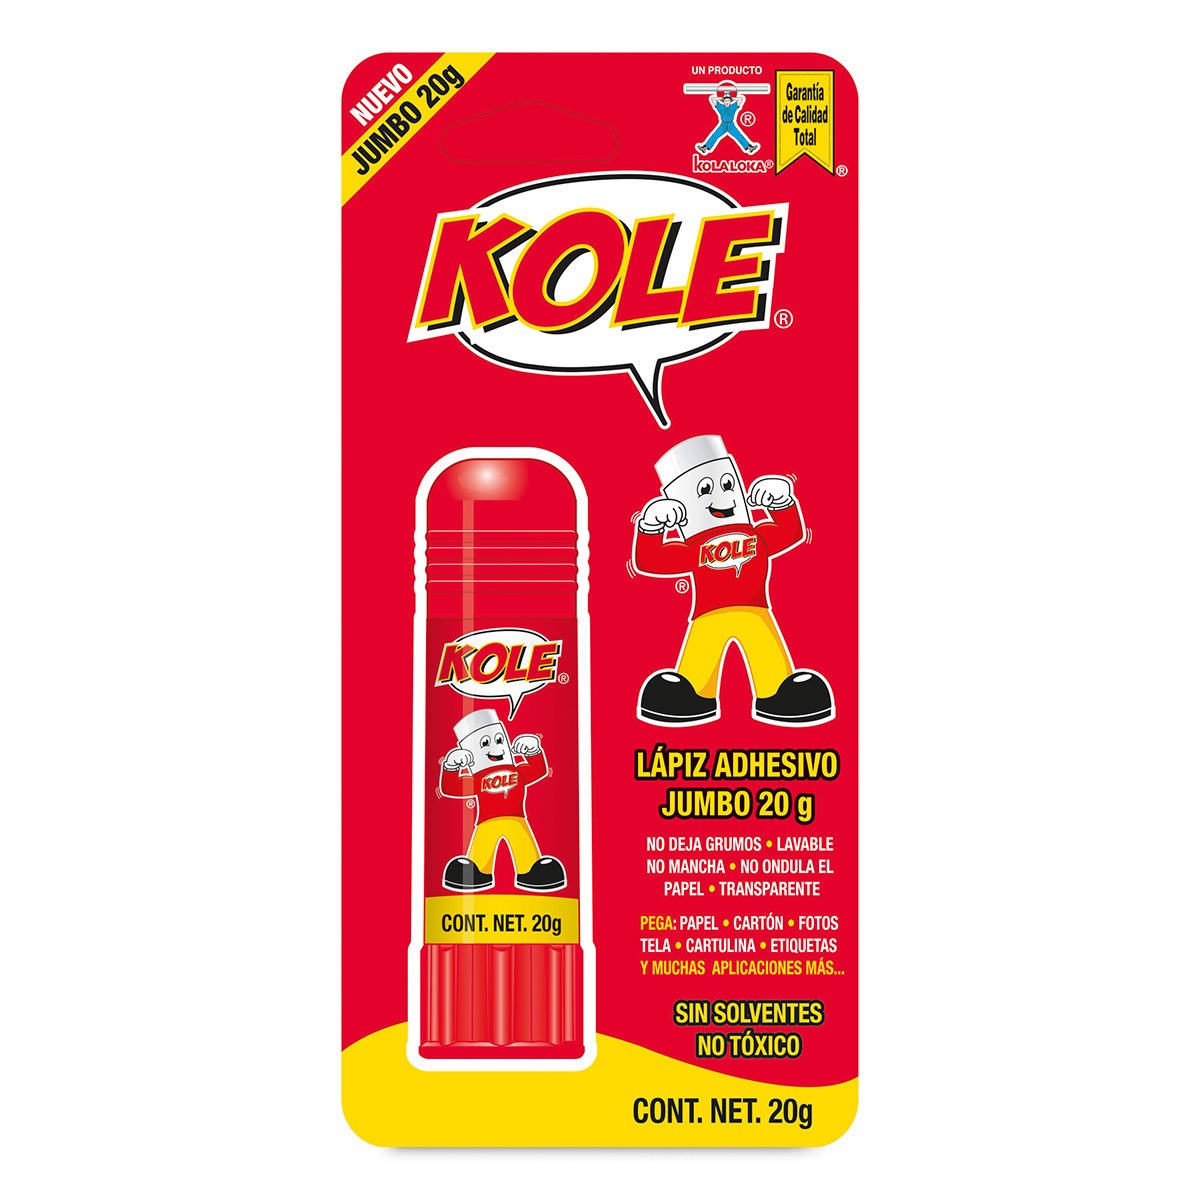 NUEVO
JUMBO 20g
UN PRODUCTO
®
KOLALOKA®
Garantía
de Calidad
Total
®
KOLE®
KOLE
®
KOLE®
KOLE
®
CONT. NET. 20g
LÁPIZ ADHESIVO
JUMBO 20 g
NO DEJA GRUMOS • LAVABLE
NO MANCHA • NO ONDULA EL
PAPEL • TRANSPARENTE
PEGA: PAPEL • CARTÓN • FOTOS
TELA • CARTULINA • ETIQUETAS
Y MUCHAS APLICACIONES MÁS...
SIN SOLVENTES
NO TÓXICO
CONT. NET. 20g